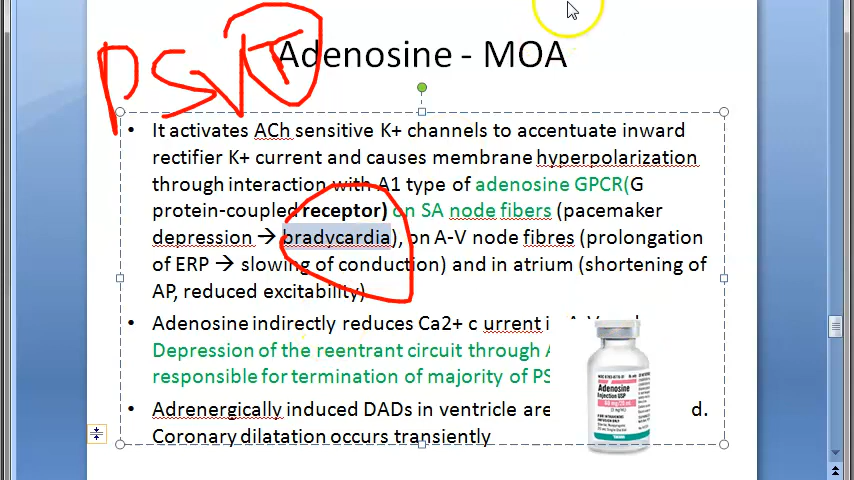 PSVT
Adenosine - MOA
• It activates ACh sensitive K+ channels to accentuate inward
rectifier K+ current and causes membrane hyperpolarization
through interaction with A1 type of adenosine GPCR(G
protein-coupled receptor) on SA node fibers (pacemaker
depression → bradycardia), on A-V node fibres (prolongation
of ERP → slowing of conduction) and in atrium (shortening of
AP, reduced excitability)
• Adenosine indirectly reduces Ca2+ c urrent i
Depression of the reentrant circuit through A
responsible for termination of majority of PS
• Adrenergically induced DADs in ventricle are d.
Coronary dilatation occurs transiently
Adenosine
Injection USP